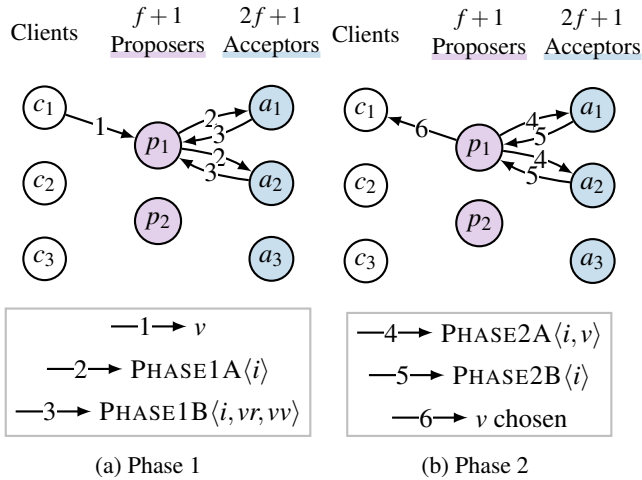 Clients
f + 1
Proposers
2f + 1
Acceptors
c1
c2
c3
p1
p2
a1
a2
a3
1
2
3
2
3
1 v
2 PHASE1A⟨i⟩
3 PHASE1B⟨i, vr, vv⟩
(a) Phase 1
Clients
f + 1
Proposers
2f + 1
Acceptors
c1
c2
c3
p1
p2
a1
a2
a3
6
4
5
4
5
4 PHASE2A⟨i, v⟩
5 PHASE2B⟨i⟩
6 v chosen
(b) Phase 2